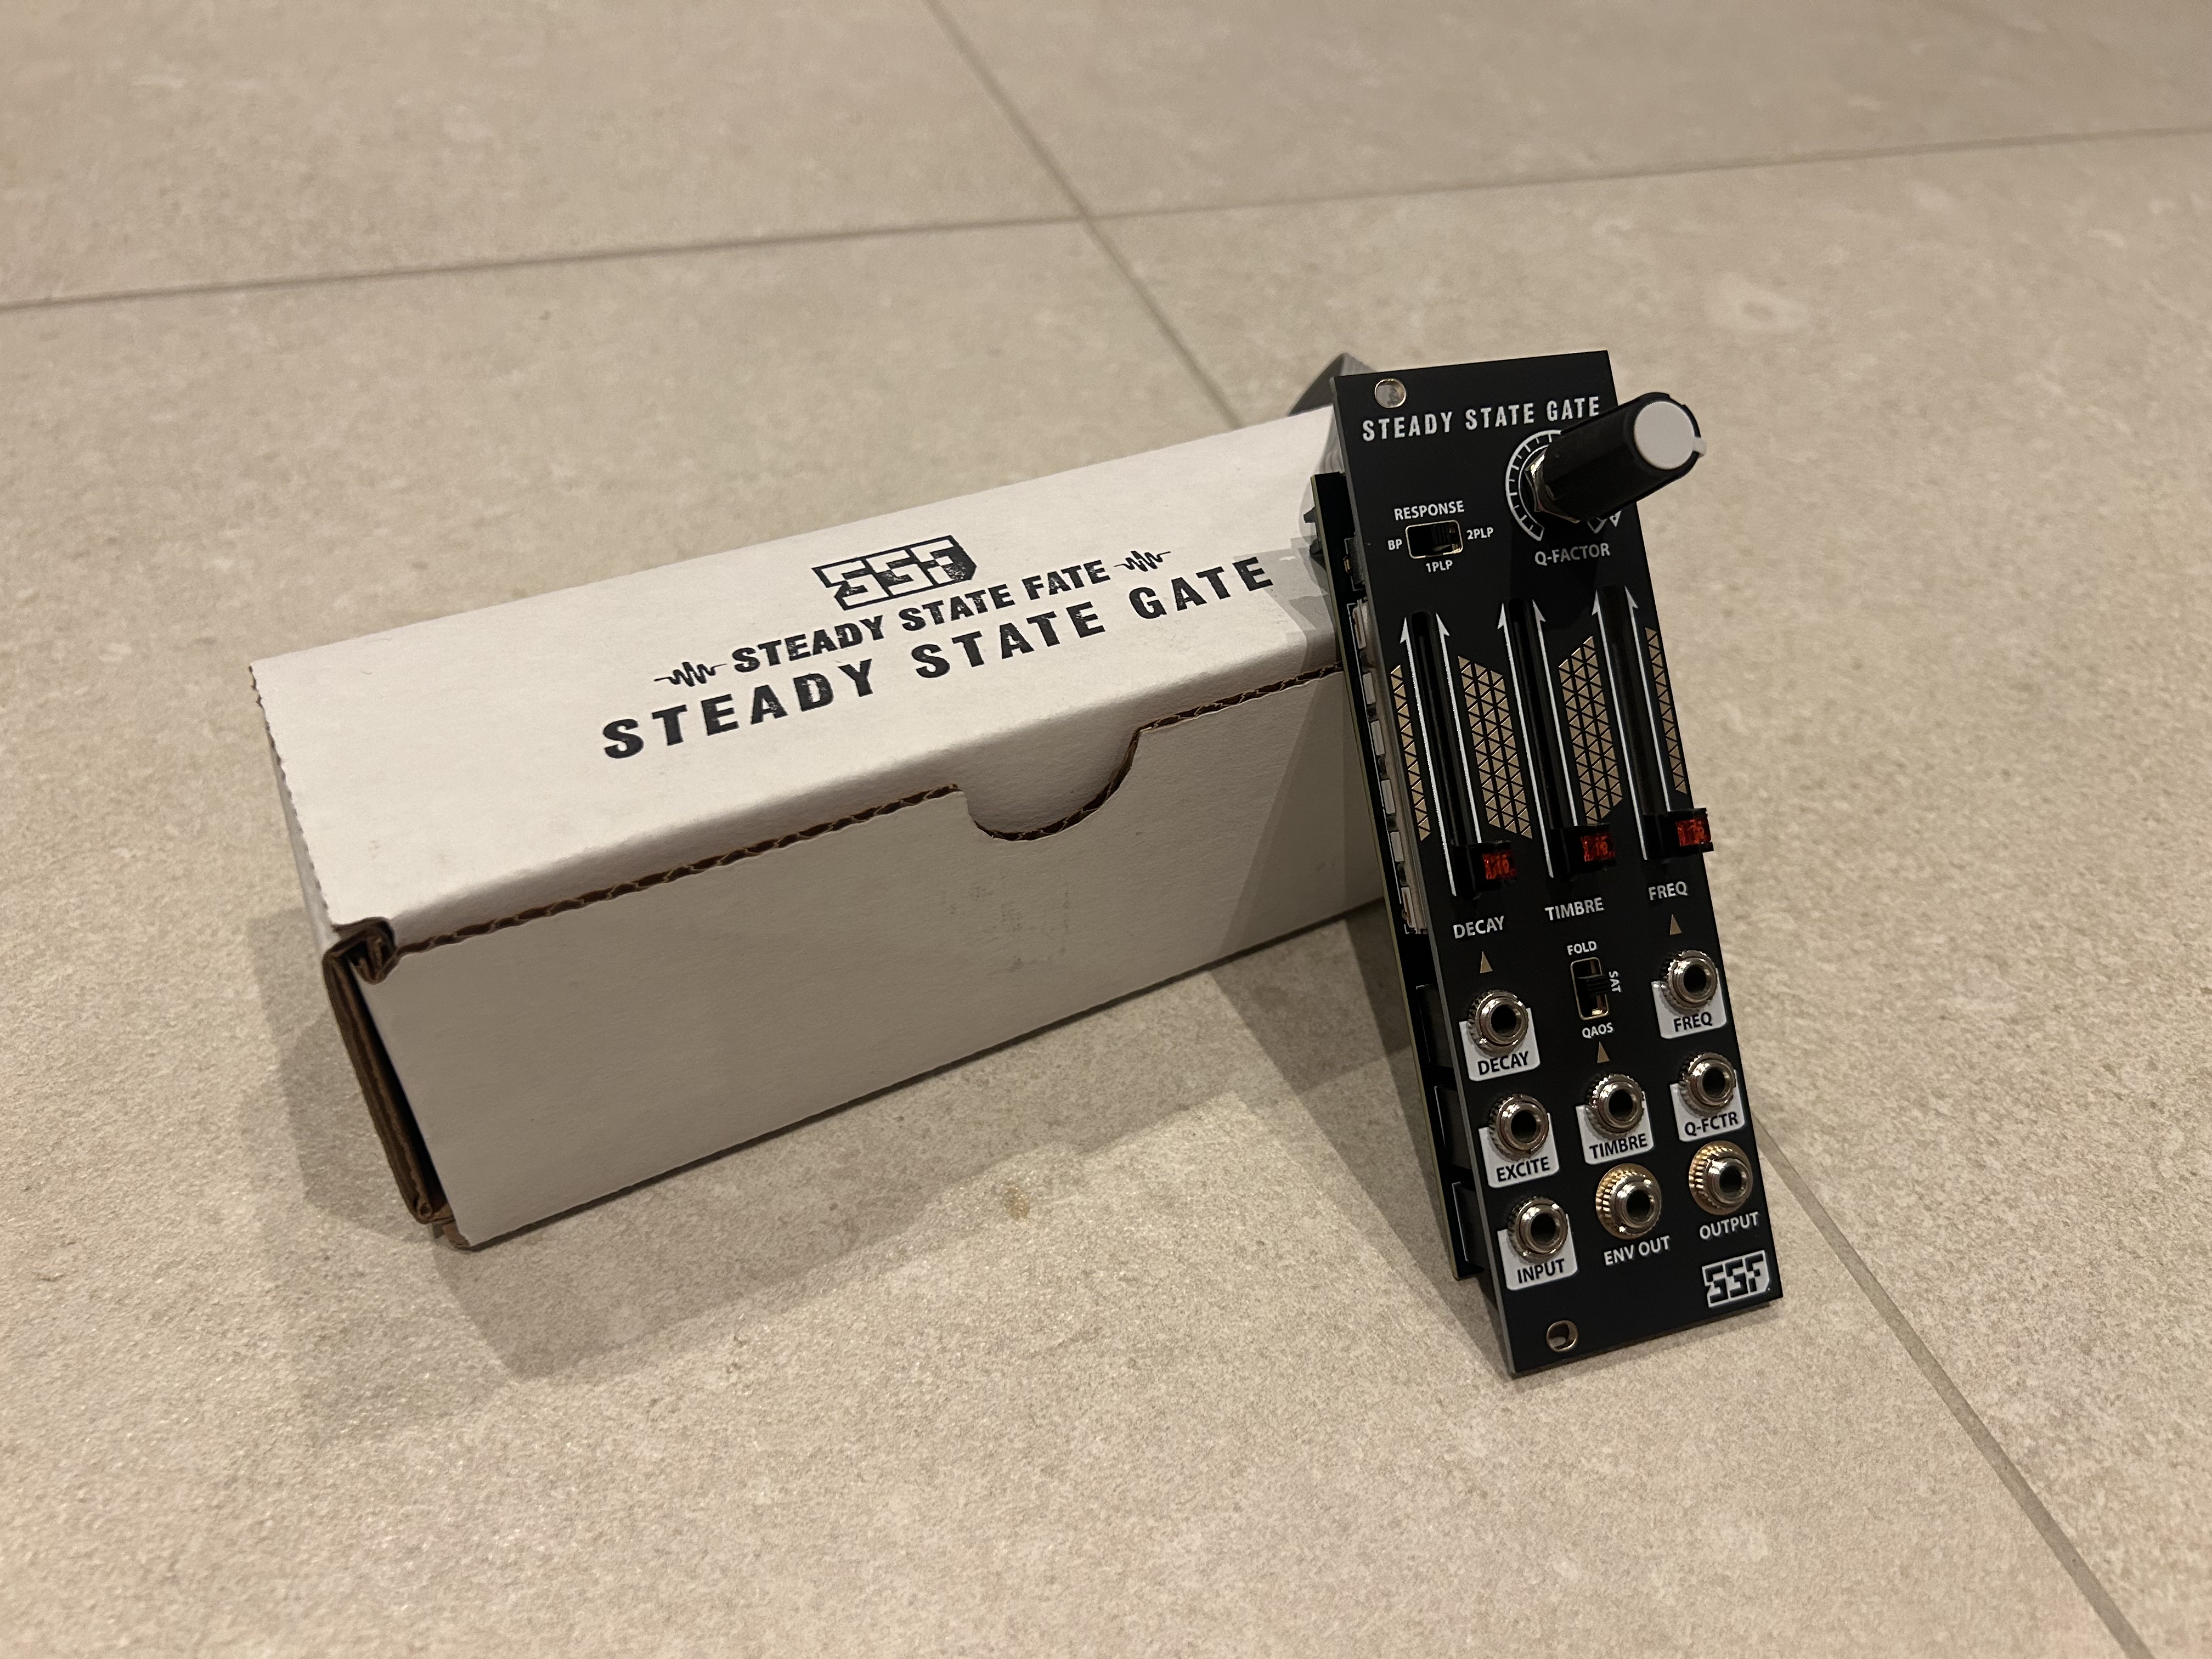 SSF
STEADY STATE FATE
STEADY STATE GATE
STEADY STATE GATE
RESPONSE
BP
2PLP
1PLP
Q-FACTOR
DECAY
TIMBRE
FREQ
FOLD
SAT
QAOS
DECAY
FREQ
EXCITE
TIMBRE
Q-FCTR
INPUT
ENV OUT
OUTPUT
SSF